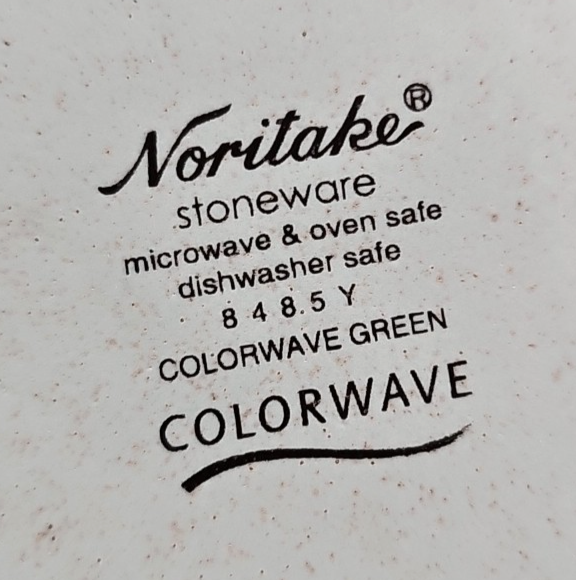 Noritake®
stoneware
microwave & oven safe
dishwasher safe
8 4 8.5 Y
COLORWAVE GREEN
COLORWAVE